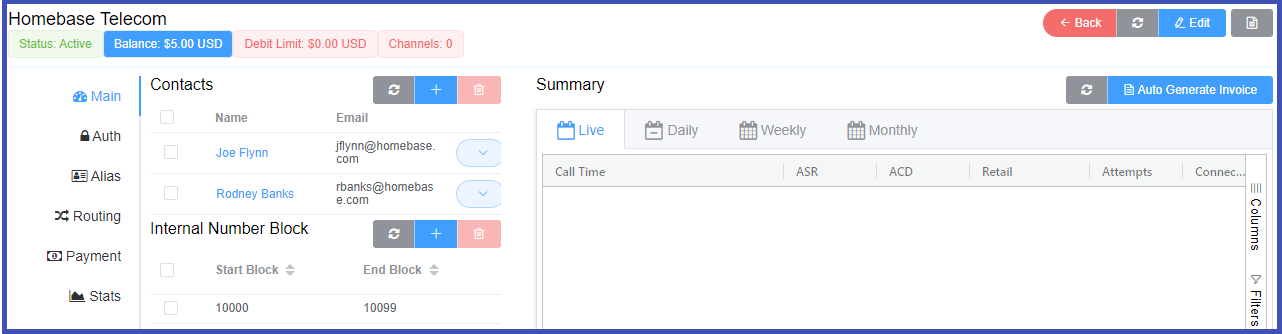 Homebase Telecom
Back
Edit
Status: Active
Balance: $5.00 USD
Debit Limit: $0.00 USD
Channels: 0
Main
Auth
Alias
Routing
Payment
Stats
Contacts
Name Email
Joe Flynn jflynn@homebase.
com
Rodney Banks rbanks@homebas
e.com
Internal Number Block
Start Block End Block
10000 10099
Summary
Auto Generate Invoice
Live Daily Weekly Monthly
Call Time ASR ACD Retail Attempts Connec...
Columns
Filters